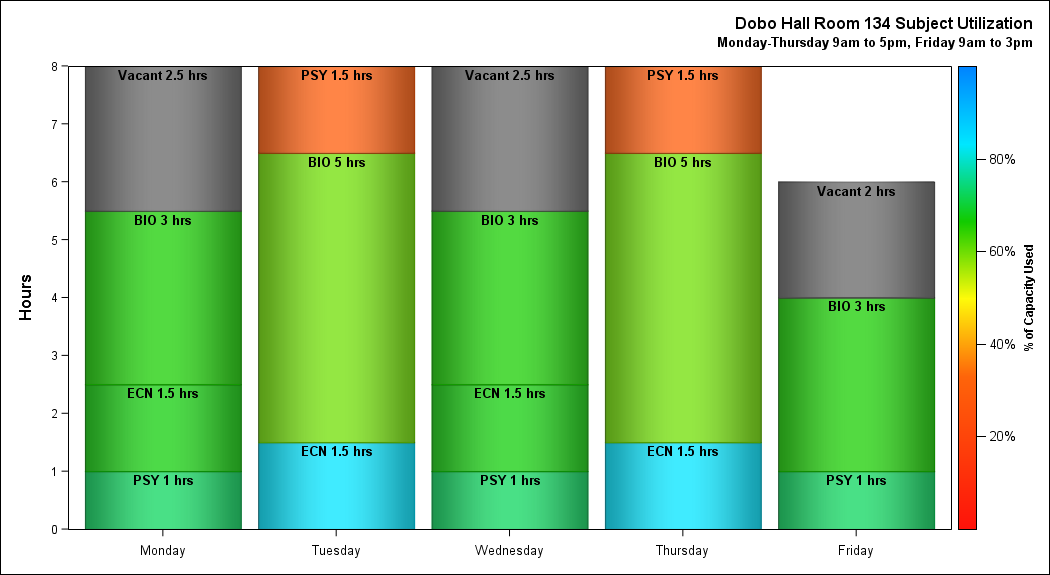 Dobo Hall Room 134 Subject Utilization
Monday-Thursday 9am to 5pm, Friday 9am to 3pm
Hours
8
7
6
5
4
3
2
1
0
Vacant 2.5 hrs
BIO 3 hrs
ECN 1.5 hrs
PSY 1 hrs
PSY 1.5 hrs
BIO 5 hrs
ECN 1.5 hrs
Vacant 2.5 hrs
BIO 3 hrs
ECN 1.5 hrs
PSY 1 hrs
PSY 1.5 hrs
BIO 5 hrs
ECN 1.5 hrs
Vacant 2 hrs
BIO 3 hrs
PSY 1 hrs
Monday Tuesday Wednesday Thursday Friday
80%
60%
40%
20%
% of Capacity Used